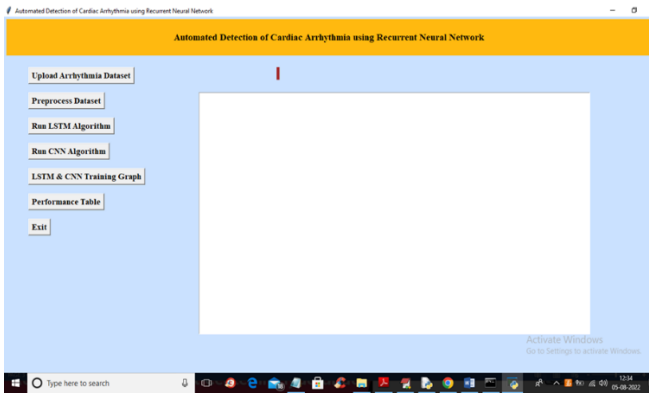 Automated Detection of Cardiac Arrhythmia using Recurrent Neural Network
Automated Detection of Cardiac Arrhythmia using Recurrent Neural Network
Upload Arrhythmia Dataset
Preprocess Dataset
Run LSTM Algorithm
Run CNN Algorithm
LSTM & CNN Training Graph
Performance Table
Exit
Activate Windows
Go to Settings to activate Windows.
Type here to search
12:34
05-08-2022